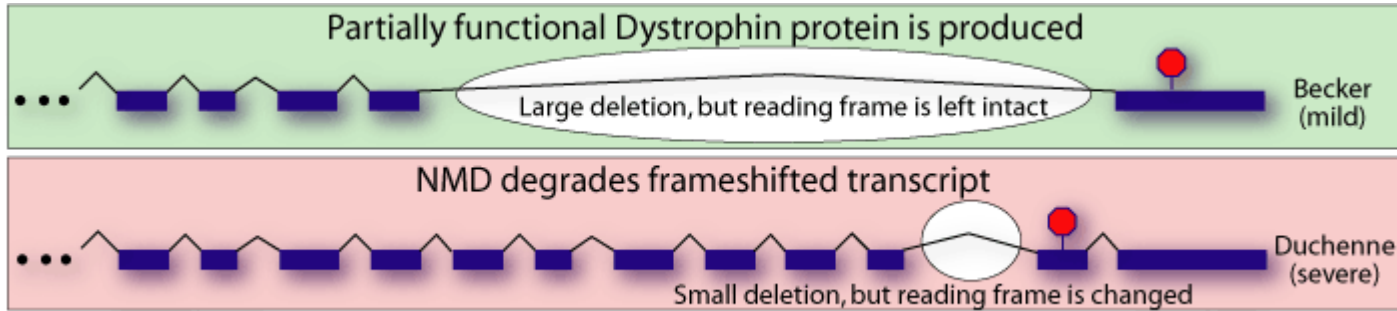 Partially functional Dystrophin protein is produced
Large deletion, but reading frame is left intact
Becker
(mild)
NMD degrades frameshifted transcript
Duchenne
(severe)
Small deletion, but reading frame is changed